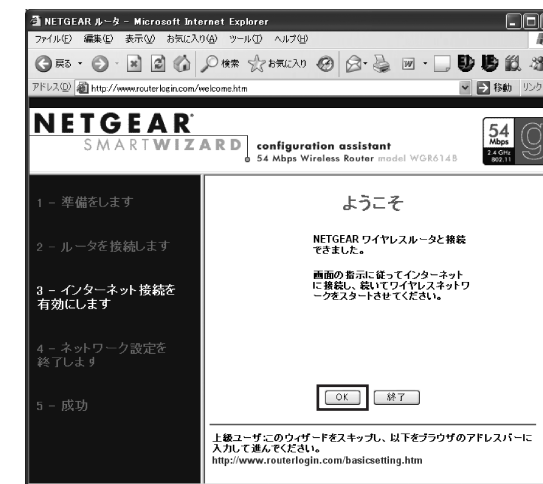 NETGEAR ルータ - Microsoft Internet Explorer
ファイル(F) 編集(E) 表示(V) お気に入り(A) ツール(T) ヘルプ(H)
戻る 検索 お気に入り
アドレス(D) http://www.routerlogin.com/welcome.htm 移動 リンク
NETGEAR
SMARTWIZARD configuration assistant
54 Mbps Wireless Router model WGR614B
54
Mbps
2.4 GHz
802.11
g
1 - 準備をします
2 - ルータを接続します
3 - インターネット接続を
有効にします
4 - ネットワーク設定を
終了します
5 - 成功
ようこそ
NETGEAR ワイヤレスルータと接続
できました。
画面の指示に従ってインターネット
に接続し、続いてワイヤレスネットワ
ークをスタートさせてください。
OK 終了
上級ユーザ:このウィザードをスキップし、以下をブラウザのアドレスバーに
入力して進んでください。
http://www.routerlogin.com/basicsetting.htm